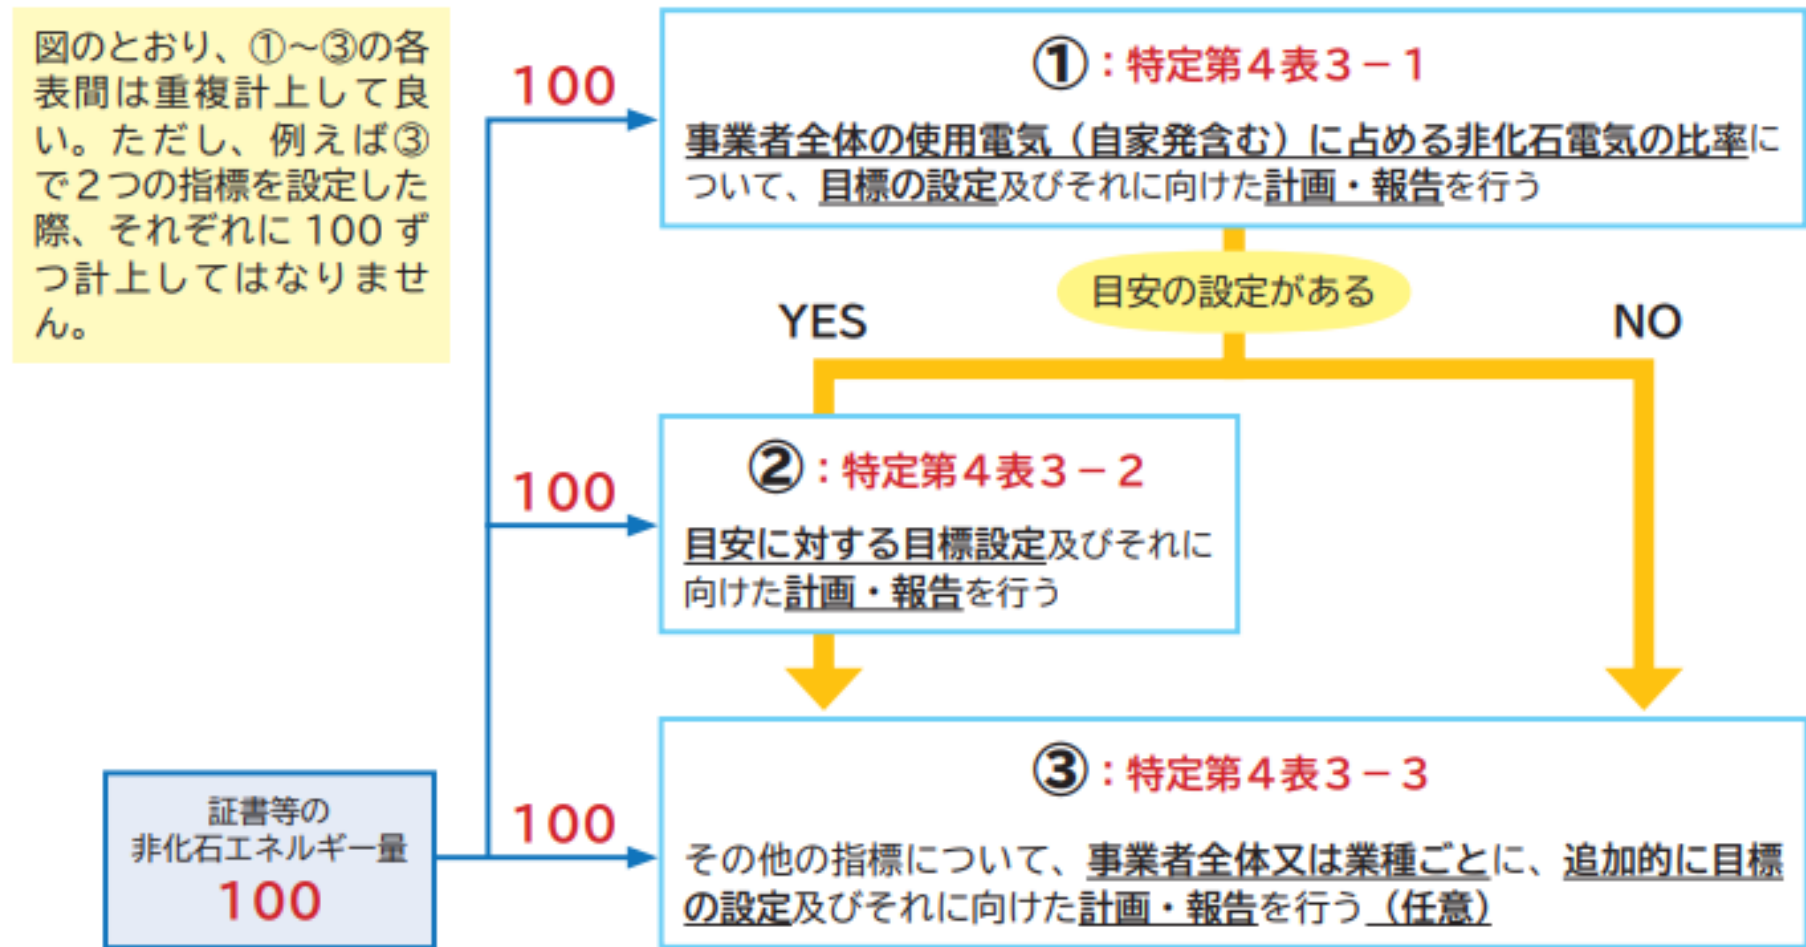 図のとおり、①～③の各
表間は重複計上して良
い。ただし、例えば③
で２つの指標を設定した
際、それぞれに 100 ず
つ計上してはなりませ
ん。
100
①：特定第４表３－１
事業者全体の使用電気（自家発含む）に占める非化石電気の比率に
ついて、目標の設定及びそれに向けた計画・報告を行う
目安の設定がある
YES
NO
100
②：特定第４表３－２
目安に対する目標設定及びそれに
向けた計画・報告を行う
100
③：特定第４表３－３
その他の指標について、事業者全体又は業種ごとに、追加的に目標
の設定及びそれに向けた計画・報告を行う（任意）
証書等の
非化石エネルギー量
100